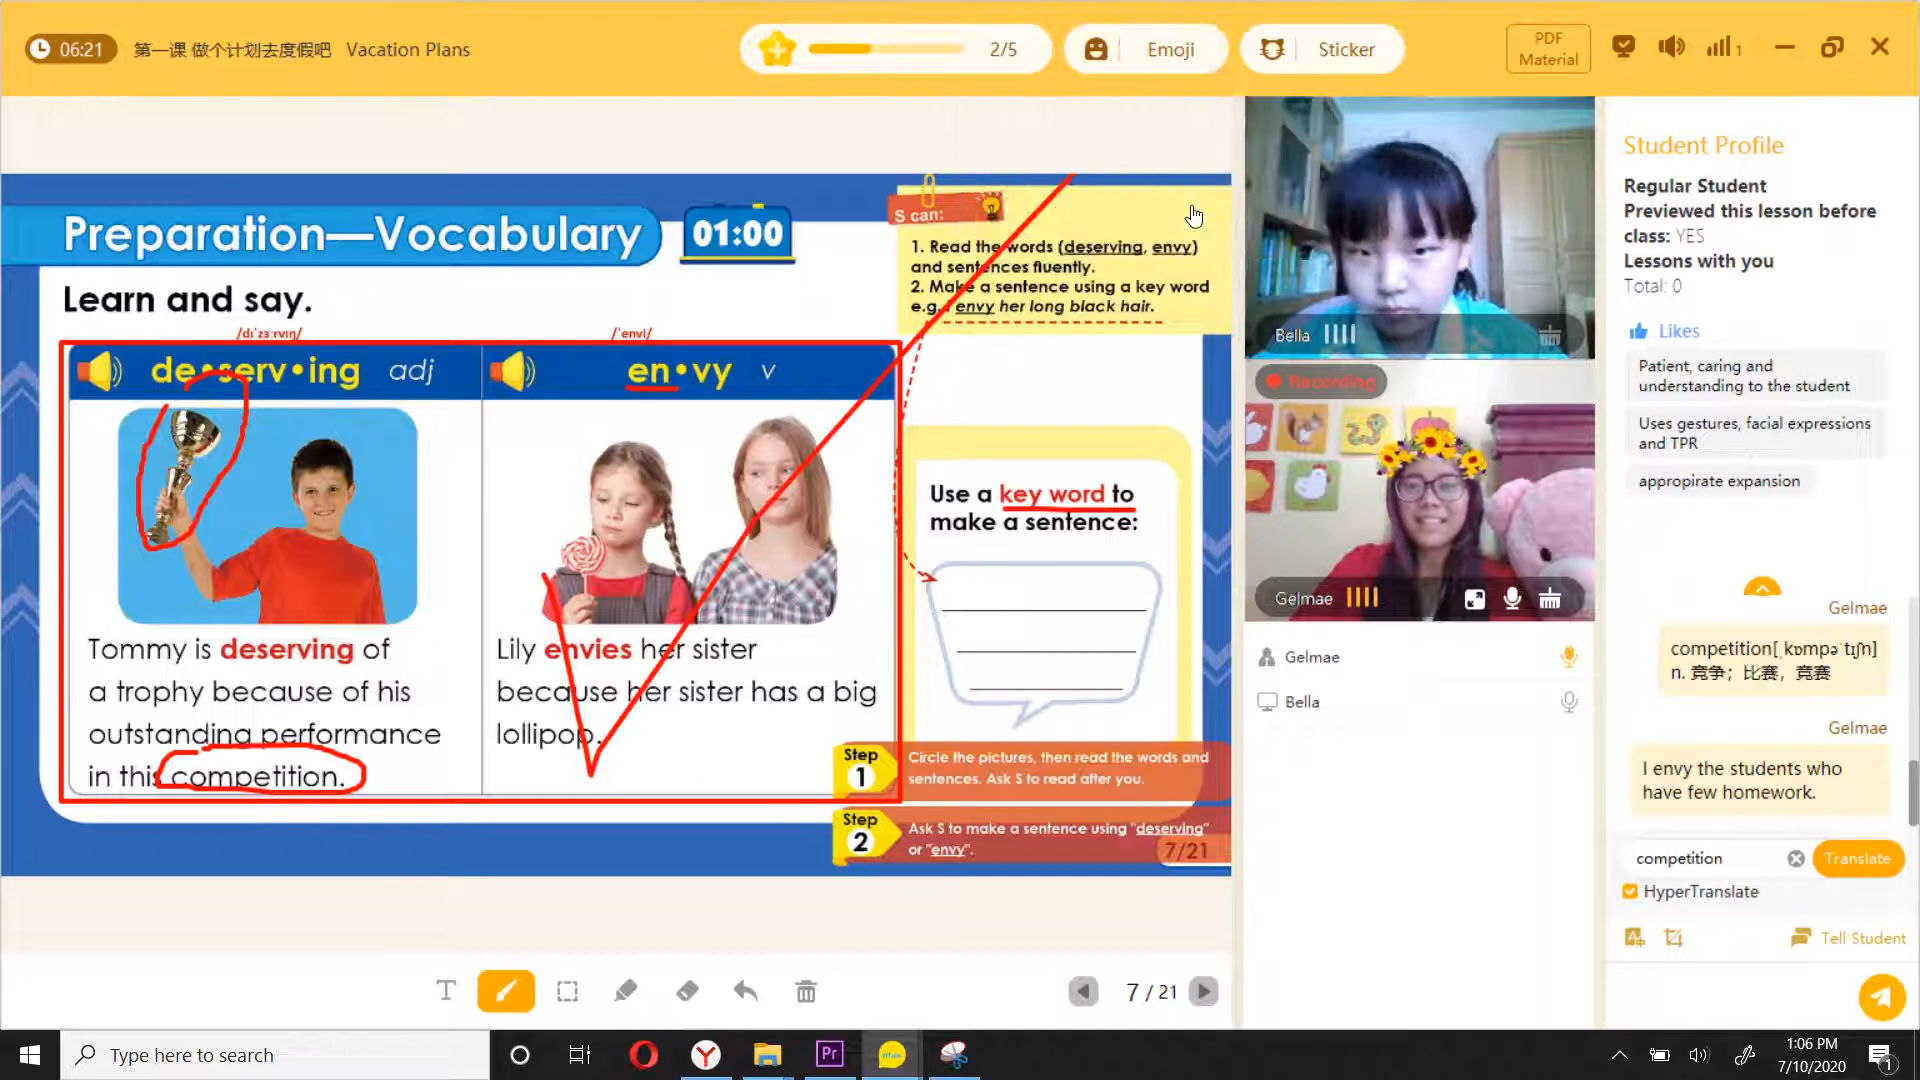 06:21
第一课 做个计划去度假吧 Vacation Plans
2/5
Emoji
Sticker
PDF
Material
1
Preparation—Vocabulary
01:00
Learn and say.
/dɪˈzɜːrvɪŋ/
/ˈenvɪ/
de•serv•ing adj
en•vy v
Tommy is deserving of
a trophy because of his
outstanding performance
in this competition.
Lily envies her sister
because her sister has a big
lollipop.
S can:
1. Read the words (deserving, envy)
and sentences fluently.
2. Make a sentence using a key word
e.g. I envy her long black hair.
Use a key word to
make a sentence:
Step
1
Circle the pictures, then read the words and
sentences. Ask S to read after you.
Step
2
Ask S to make a sentence using "deserving"
or "envy".
7/21
Bella
Recording
Gelmae
Gelmae
Bella
Student Profile
Regular Student
Previewed this lesson before
class: YES
Lessons with you
Total: 0
Likes
Patient, caring and
understanding to the student
Uses gestures, facial expressions
and TPR
appropirate expansion
Gelmae
competition[ˌkɒmpəˈtɪʃn]
n. 竞争；比赛，竞赛
Gelmae
I envy the students who
have few homework.
competition
Translate
HyperTranslate
Tell Student
T
7 / 21
Type here to search
Pr
1:06 PM
7/10/2020
1